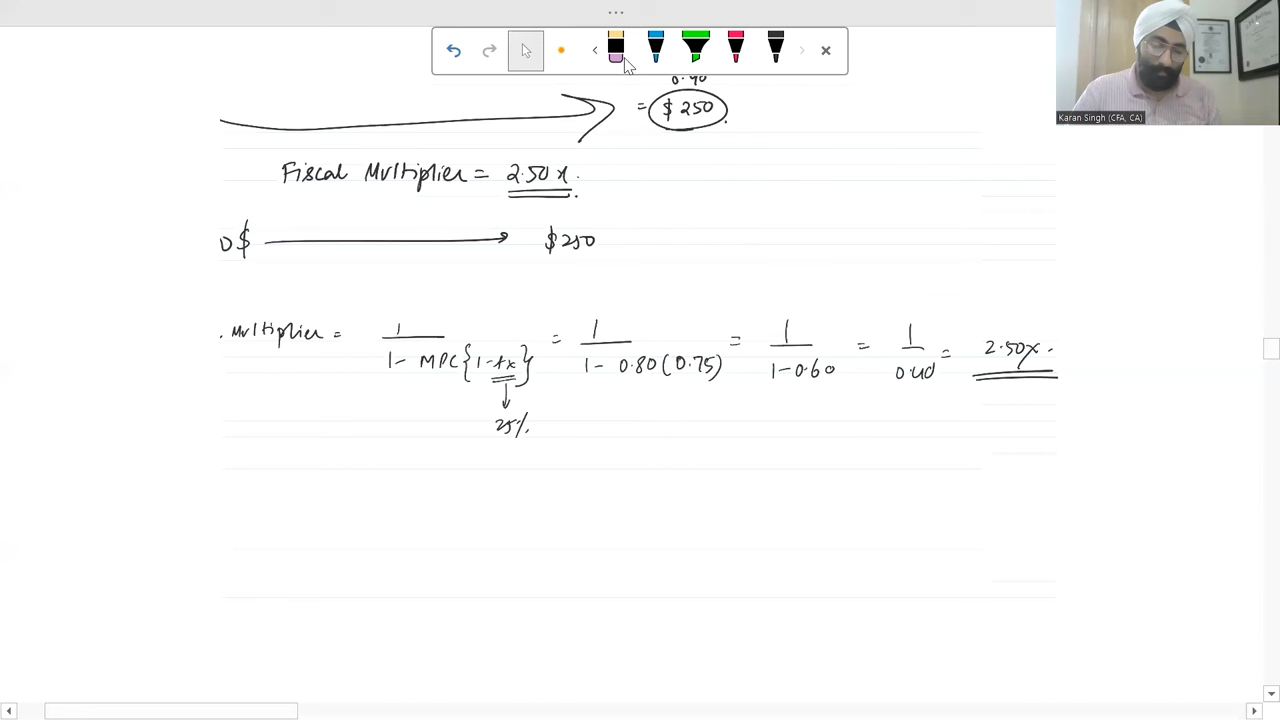 0.40
= $ 250.
Fiscal Multiplier = 2.50 x.
0$ → $250
. Multiplier = 1 / 1 - MPC{1-tx} = 1 / 1 - 0.80(0.75) = 1 / 1-0.60 = 1 / 0.40 = 2.50x.
25%.
Karan Singh (CFA, CA)